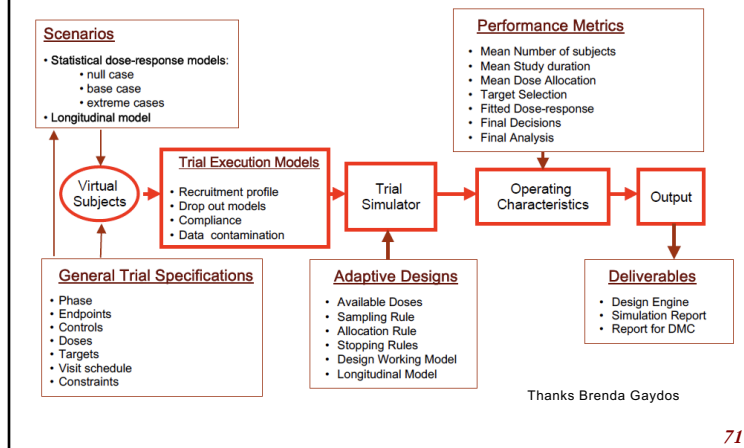 Scenarios
• Statistical dose-response models:
• null case
• base case
• extreme cases
• Longitudinal model
Performance Metrics
• Mean Number of subjects
• Mean Study duration
• Mean Dose Allocation
• Target Selection
• Fitted Dose-response
• Final Decisions
• Final Analysis
Virtual
Subjects
Trial Execution Models
• Recruitment profile
• Drop out models
• Compliance
• Data contamination
Trial
Simulator
Operating
Characteristics
Output
General Trial Specifications
• Phase
• Endpoints
• Controls
• Doses
• Targets
• Visit schedule
• Constraints
Adaptive Designs
• Available Doses
• Sampling Rule
• Allocation Rule
• Stopping Rules
• Design Working Model
• Longitudinal Model
Deliverables
• Design Engine
• Simulation Report
• Report for DMC
Thanks Brenda Gaydos
71